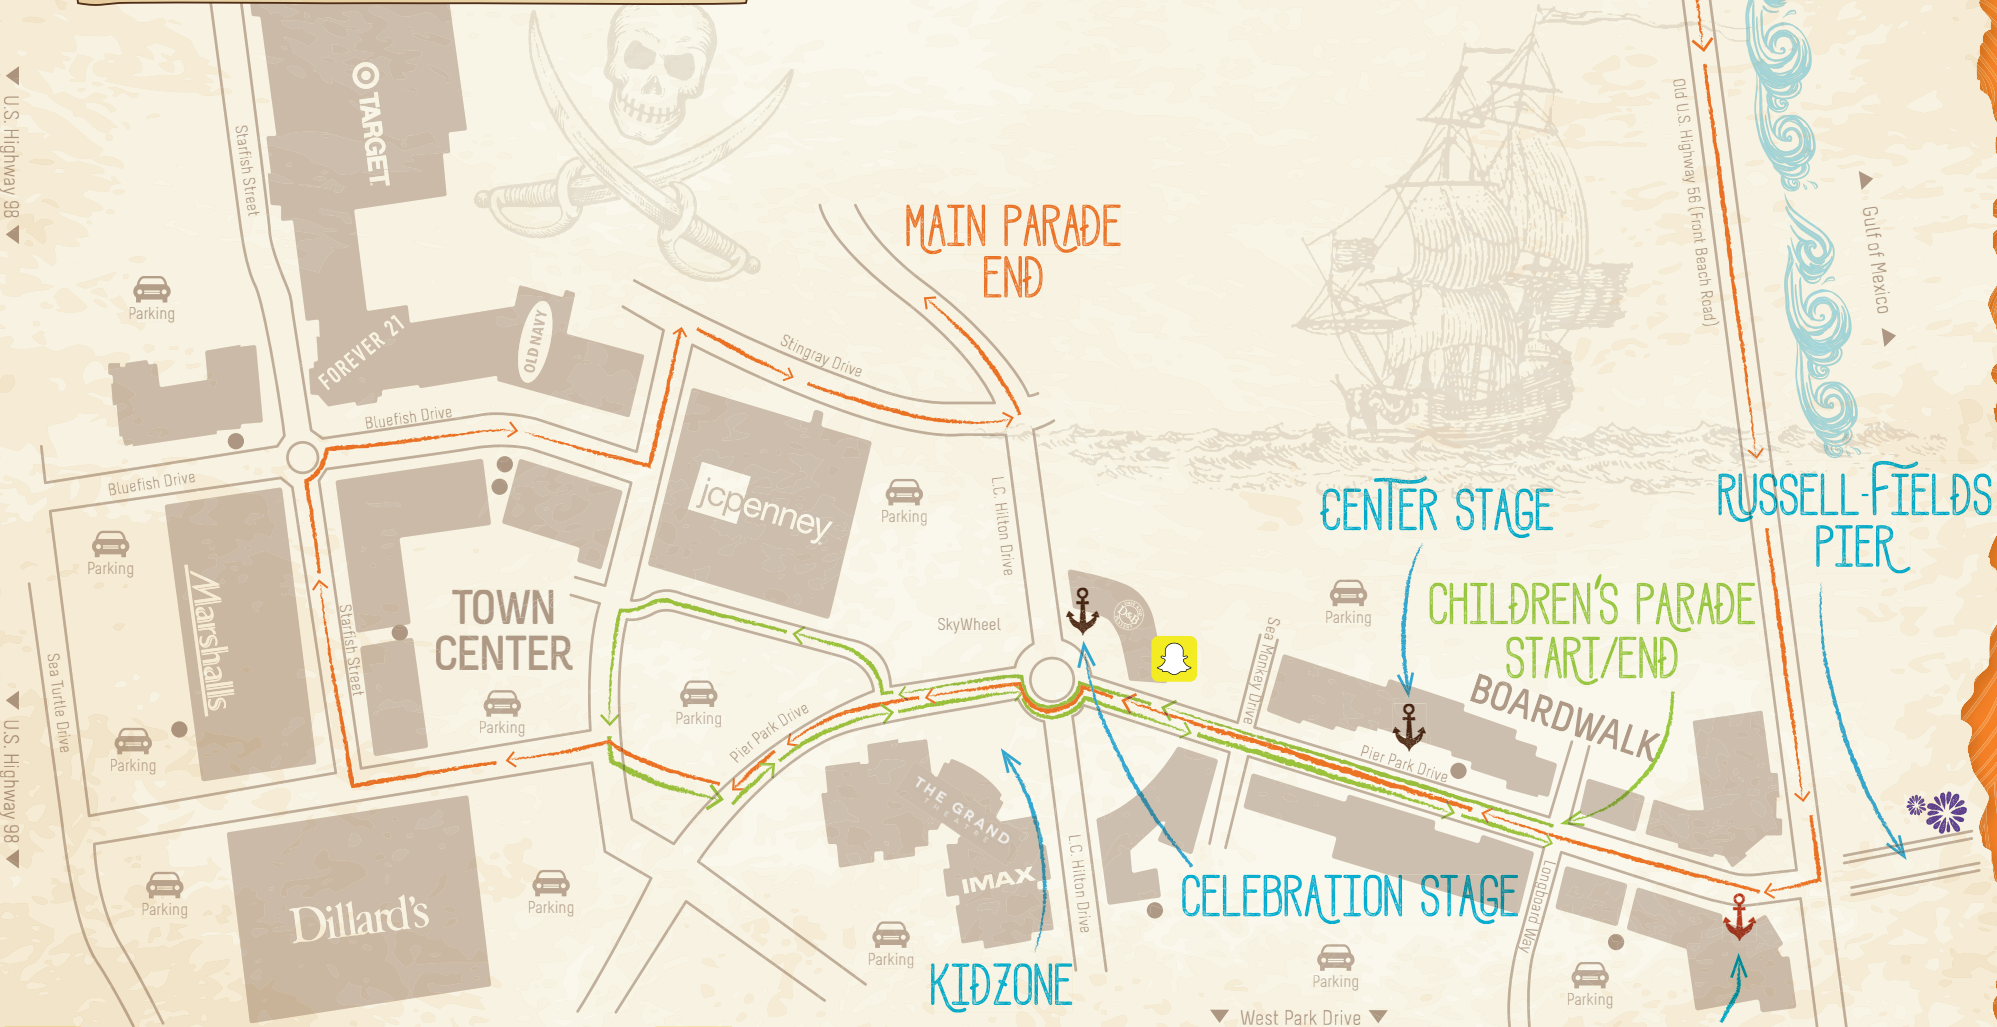 U.S. Highway 98
Starfish Street
TARGET
Old U.S. Highway 56 (Front Beach Road)
Gulf of Mexico
MAIN PARADE
END
Parking
FOREVER 21
OLD NAVY
Stingray Drive
Bluefish Drive
Bluefish Drive
jcpenney
Parking
L.C. Hilton Drive
CENTER STAGE
RUSSELL-FIELDS
PIER
Parking
Marshalls
Starfish Street
TOWN
CENTER
SkyWheel
D&B
Sea Monkey Drive
Parking
CHILDREN'S PARADE
START/END
BOARDWALK
Sea Turtle Drive
Parking
Parking
Parking
Pier Park Drive
Pier Park Drive
U.S. Highway 98
THE GRAND
THEATRE
IMAX
L.C. Hilton Drive
CELEBRATION STAGE
Longboard Way
Parking
Dillard's
Parking
Parking
KIDZONE
Parking
Parking
West Park Drive